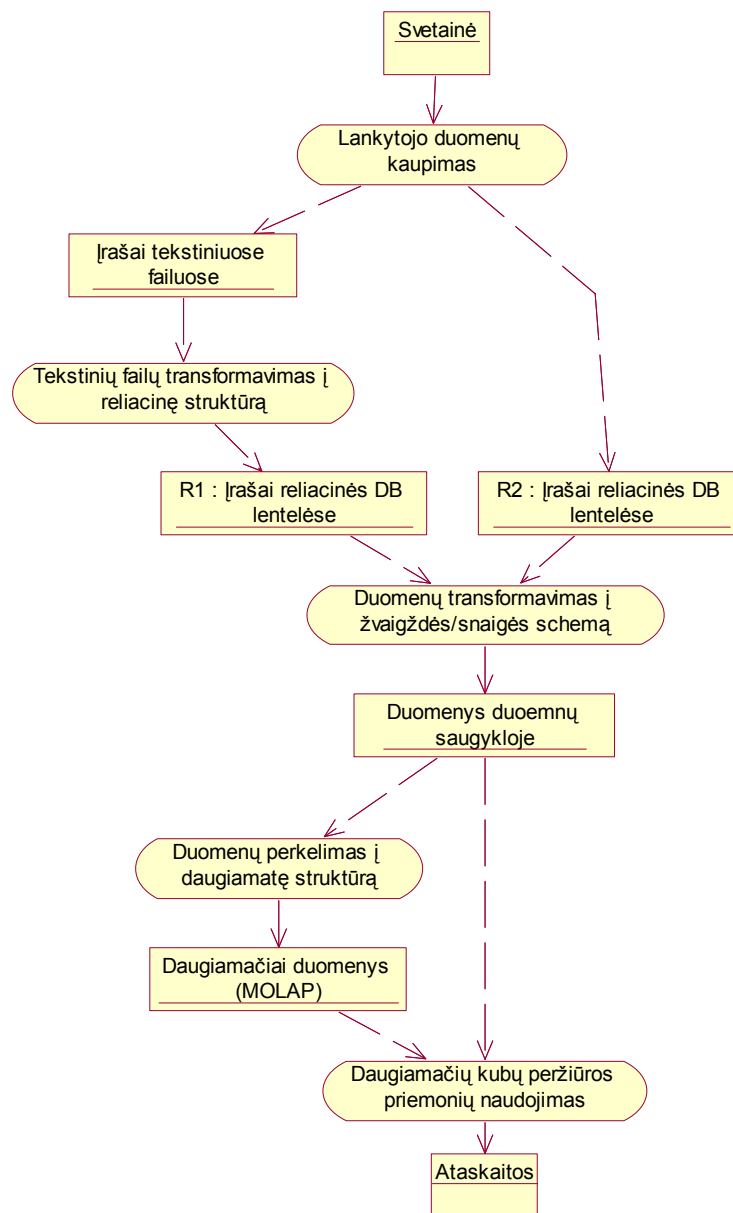 Svetainė
Lankytojo duomenų
kaupimas
Įrašai tekstiniuose
failuose
Tekstinių failų transformavimas į
reliacinę struktūrą
R1 : Įrašai reliacinės DB
lentelėse
R2 : Įrašai reliacinės DB
lentelėse
Duomenų transformavimas į
žvaigždės/snaigės schemą
Duomenys duoemnų
saugykloje
Duomenų perkelimas į
daugiamatę struktūrą
Daugiamačiai duomenys
(MOLAP)
Daugiamačių kubų peržiūros
priemonių naudojimas
Ataskaitos